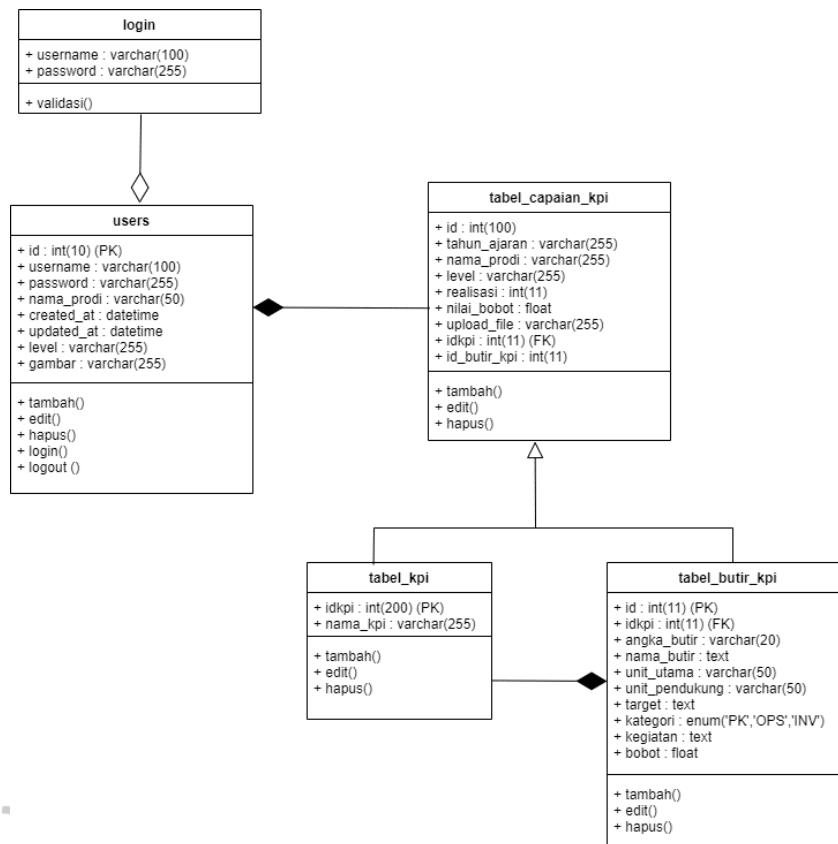 login
+ username : varchar(100)
+ password : varchar(255)
+ validasi()
users
+ id : int(10) (PK)
+ username : varchar(100)
+ password : varchar(255)
+ nama_prodi : varchar(50)
+ created_at : datetime
+ updated_at : datetime
+ level : varchar(255)
+ gambar : varchar(255)
+ tambah()
+ edit()
+ hapus()
+ login()
+ logout ()
tabel_capaian_kpi
+ id : int(100)
+ tahun_ajaran : varchar(255)
+ nama_prodi : varchar(255)
+ level : varchar(255)
+ realisasi : int(11)
+ nilai_bobot : float
+ upload_file : varchar(255)
+ idkpi : int(11) (FK)
+ id_butir_kpi : int(11)
+ tambah()
+ edit()
+ hapus()
tabel_kpi
+ idkpi : int(200) (PK)
+ nama_kpi : varchar(255)
+ tambah()
+ edit()
+ hapus()
tabel_butir_kpi
+ id : int(11) (PK)
+ idkpi : int(11) (FK)
+ angka_butir : varchar(20)
+ nama_butir : text
+ unit_utama : varchar(50)
+ unit_pendukung : varchar(50)
+ target : text
+ kategori : enum('PK','OPS','INV')
+ kegiatan : text
+ bobot : float
+ tambah()
+ edit()
+ hapus()